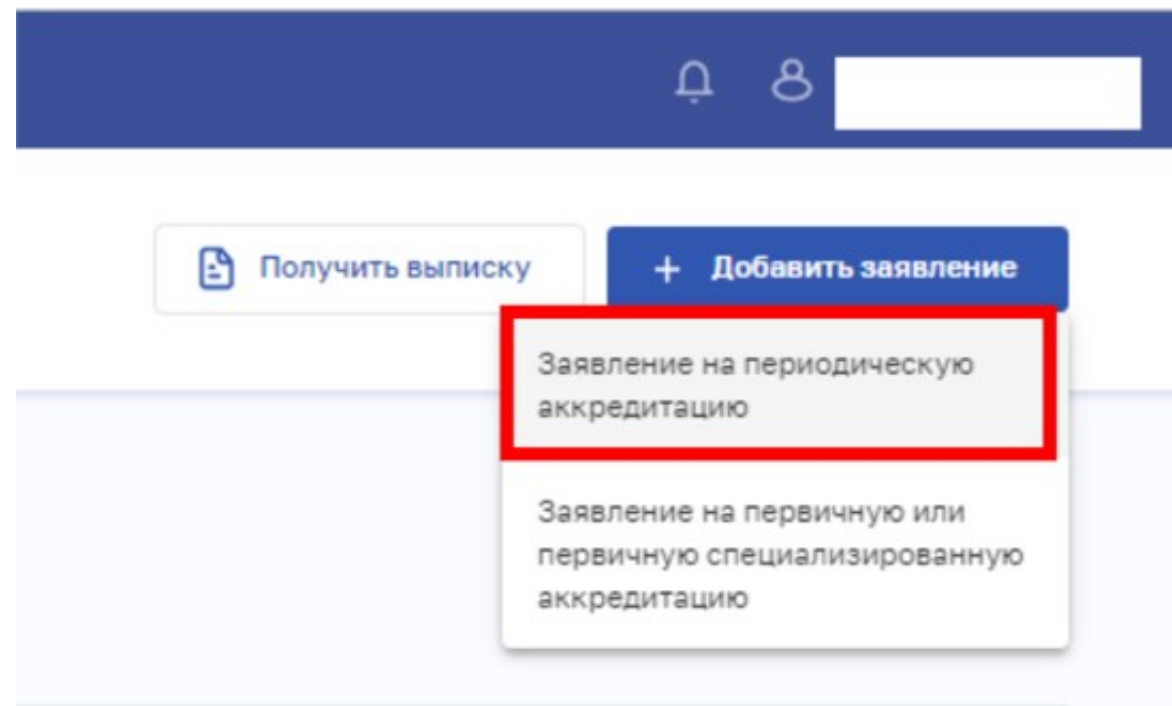 Получить выписку
+ Добавить заявление
Заявление на периодическую
аккредитацию
Заявление на первичную или
первичную специализированную
аккредитацию